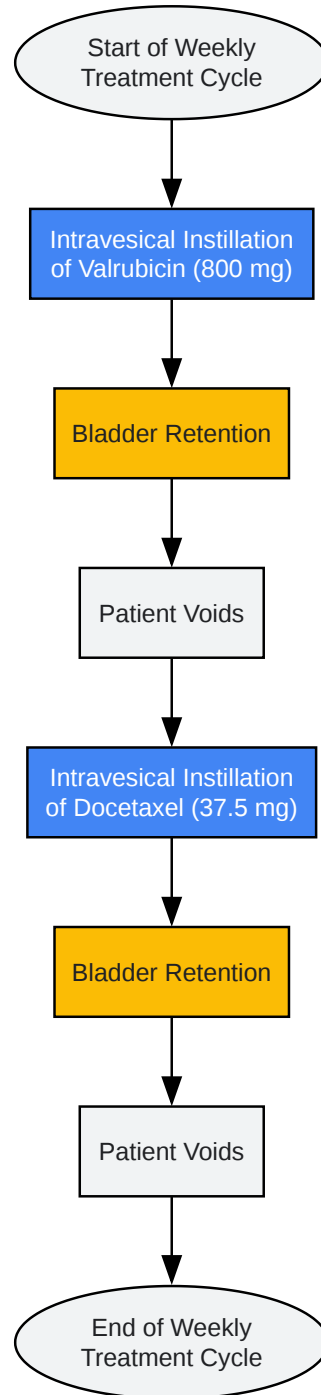 Start of Weekly
Treatment Cycle
Intravesical Instillation
of Valrubicin (800 mg)
Bladder Retention
Patient Voids
Intravesical Instillation
of Docetaxel (37.5 mg)
Bladder Retention
Patient Voids
End of Weekly
Treatment Cycle